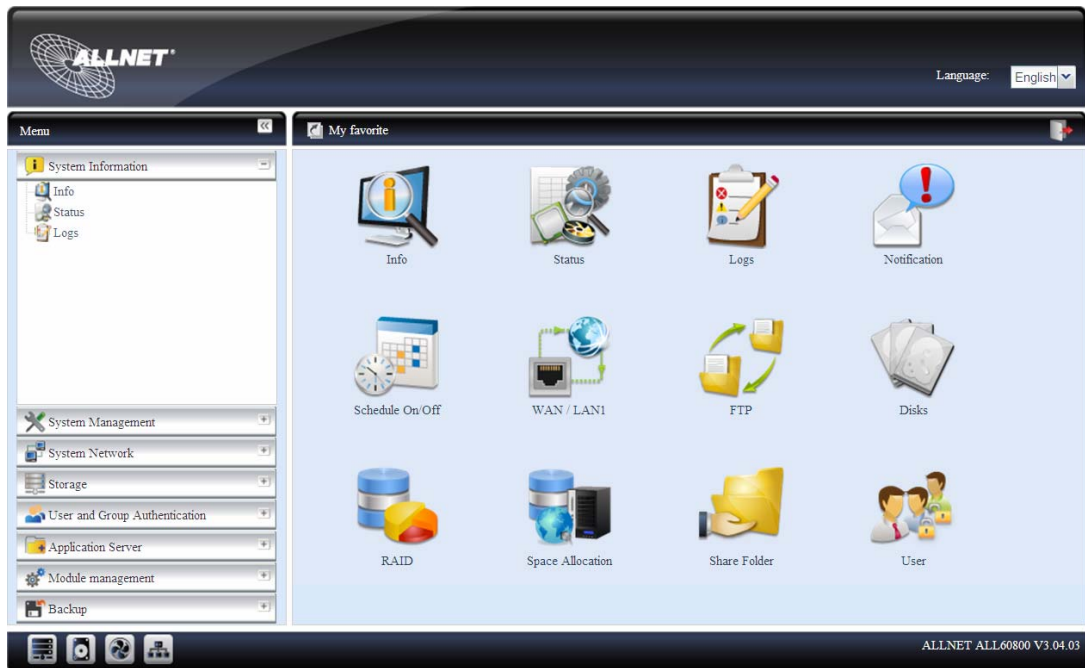 ALLNET®
Language: English
Menu
My favorite
System Information
Info
Status
Logs
System Management
System Network
Storage
User and Group Authentication
Application Server
Module management
Backup
Info Status Logs Notification
Schedule On/Off WAN / LAN1 FTP Disks
RAID Space Allocation Share Folder User
ALLNET ALL60800 V3.04.03